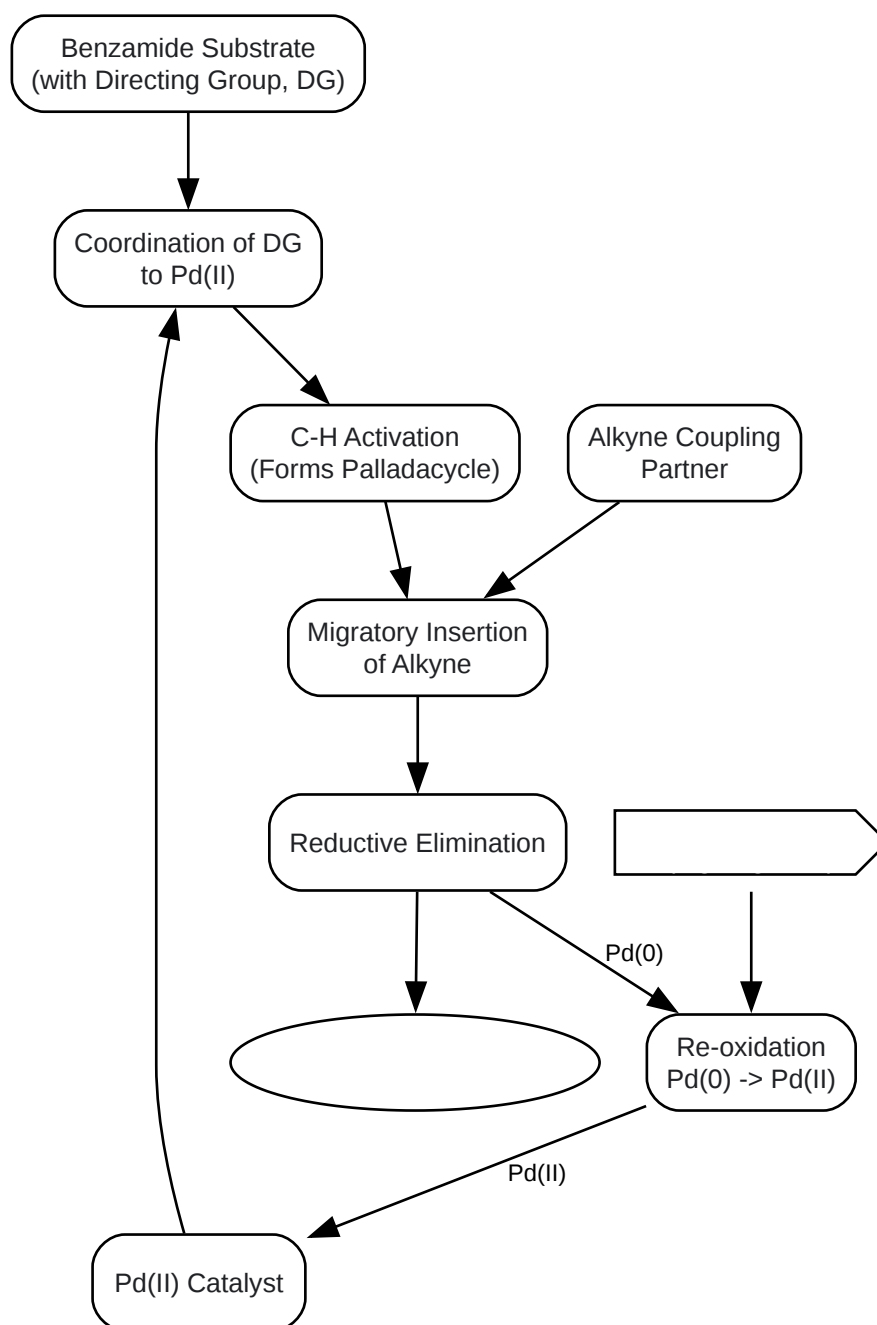 Benzamide Substrate
(with Directing Group, DG)
Coordination of DG
to Pd(II)
C-H Activation
(Forms Palladacycle)
Alkyne Coupling
Partner
Migratory Insertion
of Alkyne
Reductive Elimination
Pd(0)
Re-oxidation
Pd(0) -> Pd(II)
Pd(II)
Pd(II) Catalyst